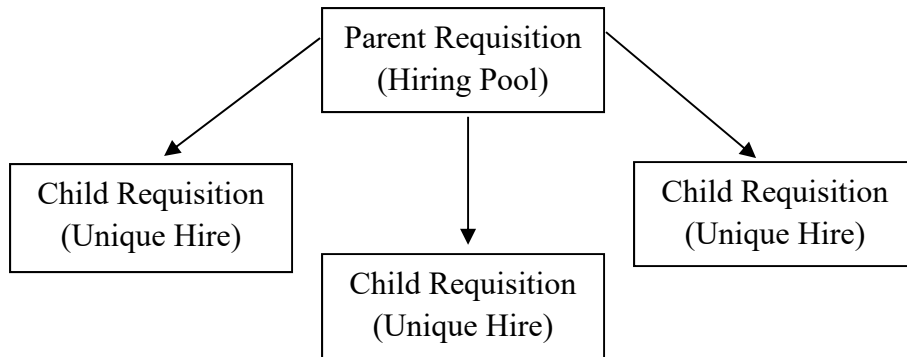 Parent Requisition
(Hiring Pool)
Child Requisition
(Unique Hire)
Child Requisition
(Unique Hire)
Child Requisition
(Unique Hire)